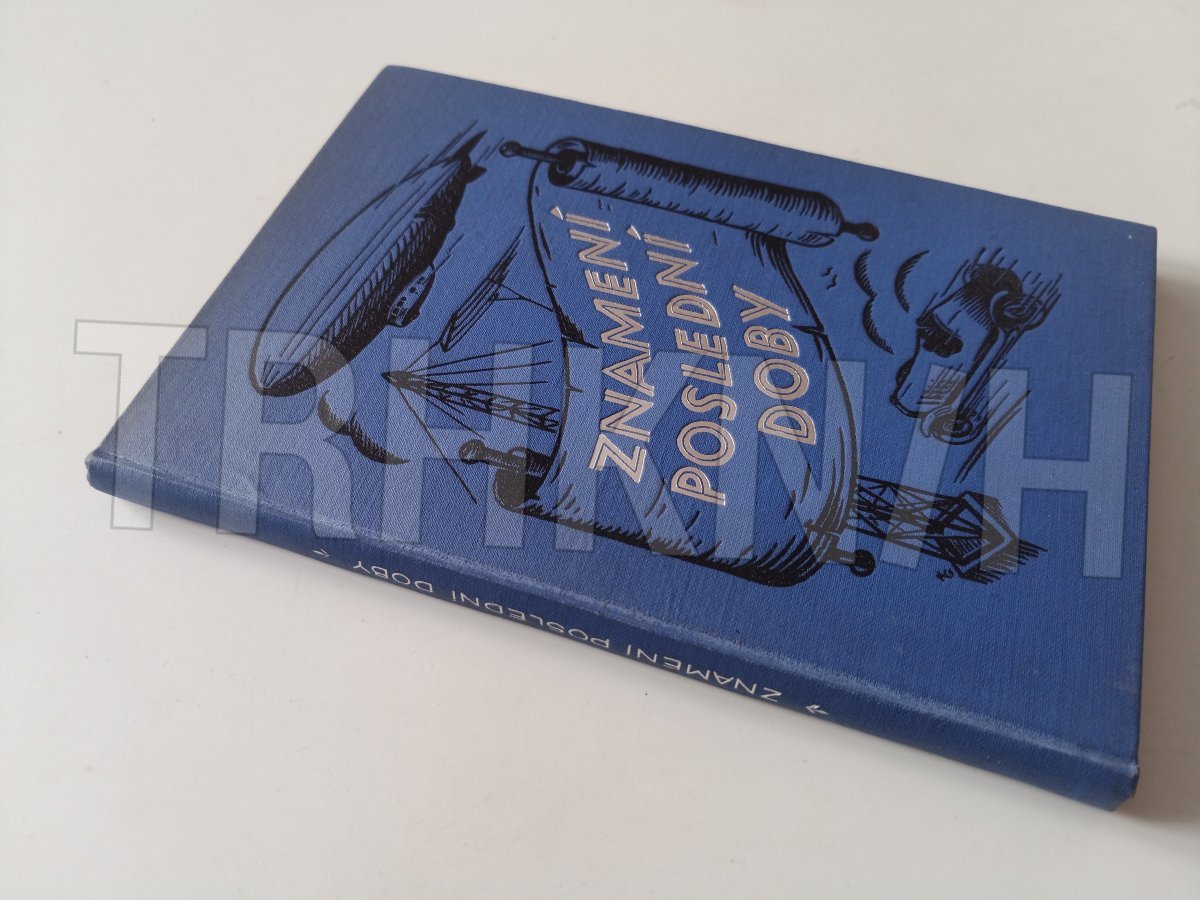 ZNAMENÍ
POSLEDNÍ
DOBY
ZNAMENÍ POSLEDNÍ DOBY
TRHKNIH